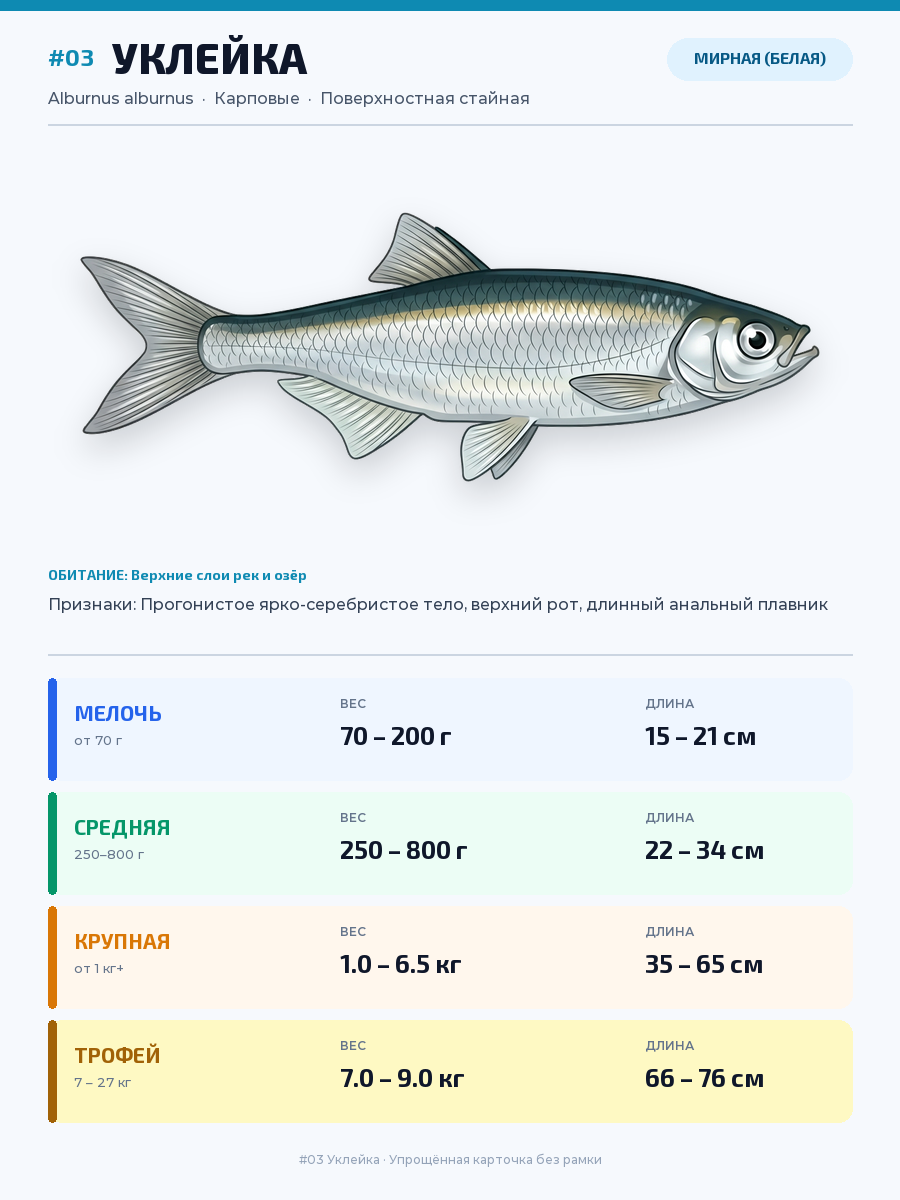 #03 УКЛЕЙКА
МИРНАЯ (БЕЛАЯ)
Alburnus alburnus · Карповые · Поверхностная стайная
ОБИТАНИЕ: Верхние слои рек и озёр
Признаки: Прогонистое ярко-серебристое тело, верхний рот, длинный анальный плавник
МЕЛОЧЬ
от 70 г
ВЕС
70 – 200 г
ДЛИНА
15 – 21 см
СРЕДНЯЯ
250–800 г
ВЕС
250 – 800 г
ДЛИНА
22 – 34 см
КРУПНАЯ
от 1 кг+
ВЕС
1.0 – 6.5 кг
ДЛИНА
35 – 65 см
ТРОФЕЙ
7 – 27 кг
ВЕС
7.0 – 9.0 кг
ДЛИНА
66 – 76 см
#03 Уклейка · Упрощённая карточка без рамки